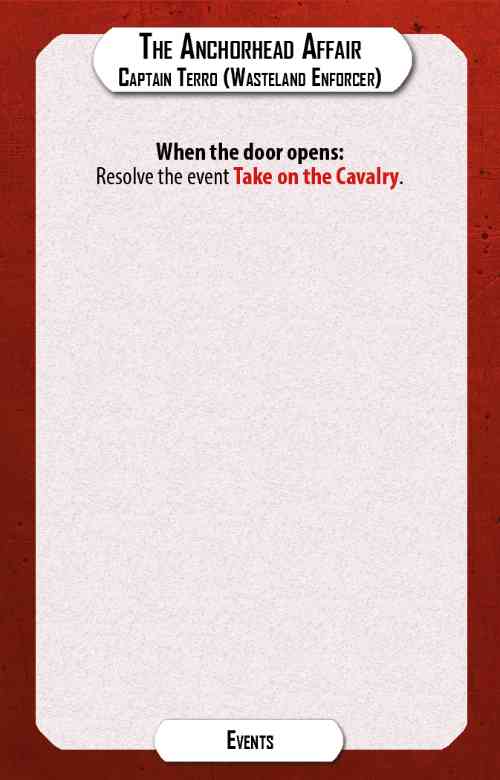 The Anchorhead Affair
Captain Terro (Wasteland Enforcer)
When the door opens:
Resolve the event Take on the Cavalry.
Events